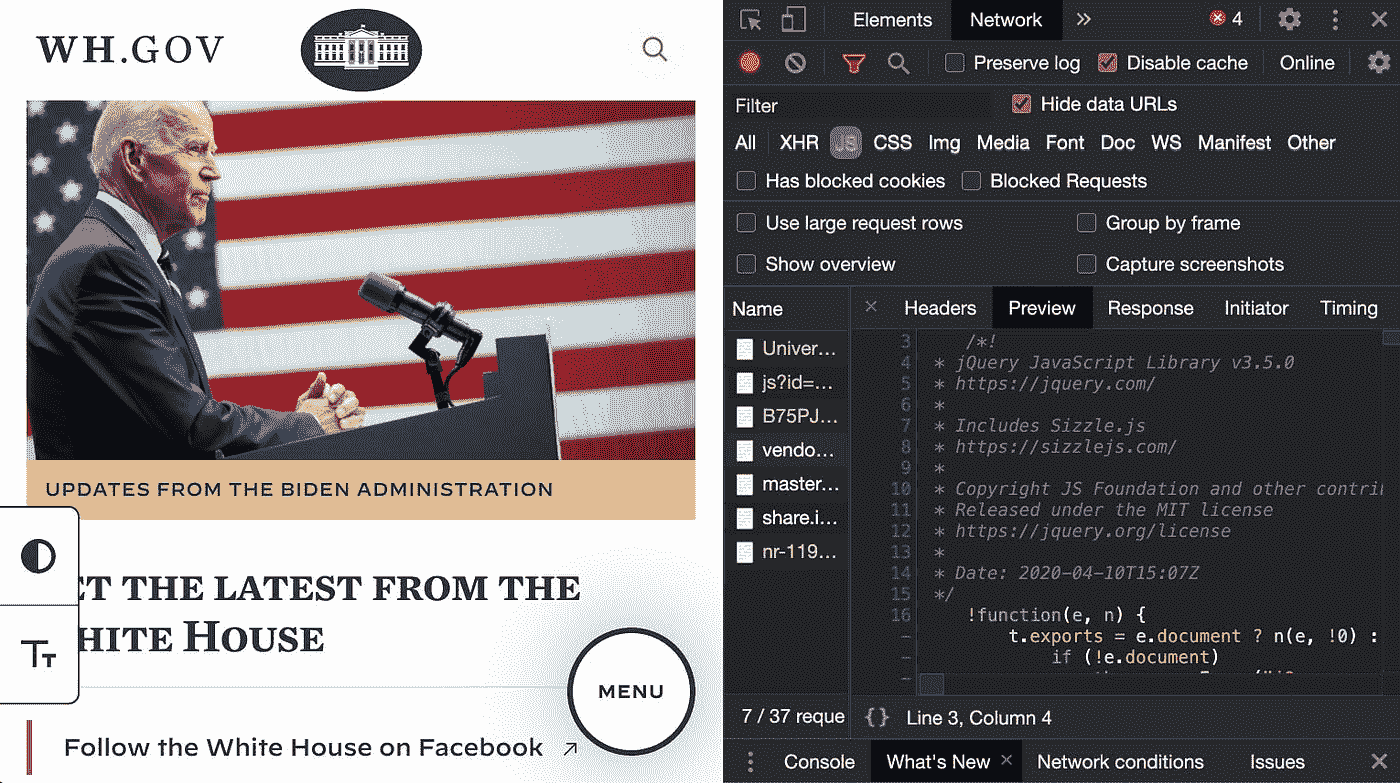 WH.GOV
UPDATES FROM THE BIDEN ADMINISTRATION
THE LATEST FROM THE
HOUSE
MENU
Follow the White House on Facebook
Elements Network 4
Preserve log Disable cache Online
Filter Hide data URLs
All XHR JS CSS Img Media Font Doc WS Manifest Other
Has blocked cookies Blocked Requests
Use large request rows Group by frame
Show overview Capture screenshots
Name Headers Preview Response Initiator Timing
Univer...
js?id=...
B75PJ...
vendo...
master...
share.i...
nr-119...
7 / 37 reque
3 /*!
4 * jQuery JavaScript Library v3.5.0
5 * https://jquery.com/
6 *
7 * Includes Sizzle.js
8 * https://sizzlejs.com/
9 *
10 * Copyright JS Foundation and other contri
11 * Released under the MIT license
12 * https://jquery.org/license
13 *
14 * Date: 2020-04-10T15:07Z
15 */
16 !function(e, n) {
- t.exports = e.document ? n(e, !0) :
- if (!e.document)
{} Line 3, Column 4
Console What's New Network conditions Issues